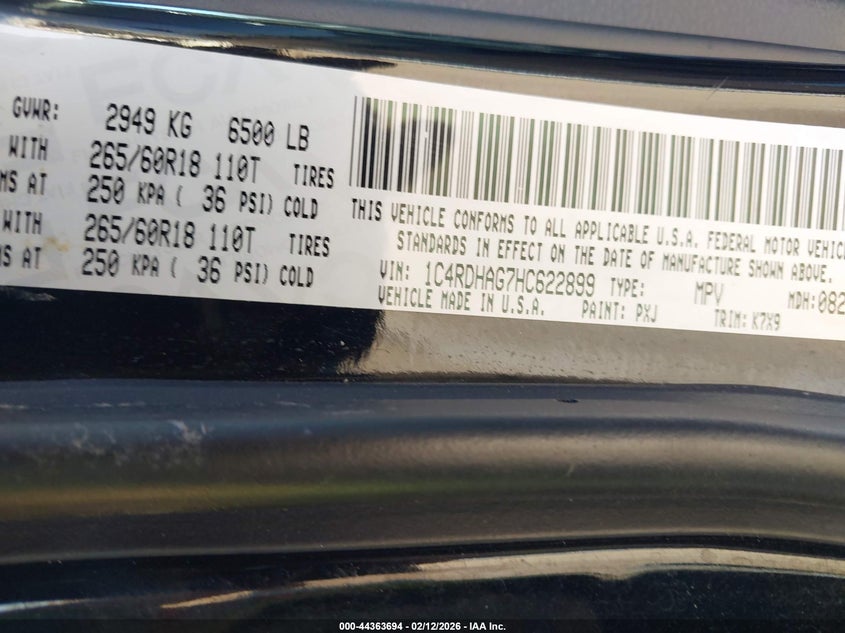 GVWR: 2949 KG 6500 LB
WITH 265/60R18 110T TIRES
MS AT 250 KPA ( 36 PSI) COLD
WITH 265/60R18 110T TIRES
MS AT 250 KPA ( 36 PSI) COLD
THIS VEHICLE CONFORMS TO ALL APPLICABLE U.S.A. FEDERAL MOTOR VEHIC
STANDARDS IN EFFECT ON THE DATE OF MANUFACTURE SHOWN ABOVE.
VIN: 1C4RDHAG7HC622899 TYPE: MPV MDH:082
VEHICLE MADE IN U.S.A. PAINT: PXJ TRIM: K7X9
000-44363694 - 02/12/2026 - IAA Inc.